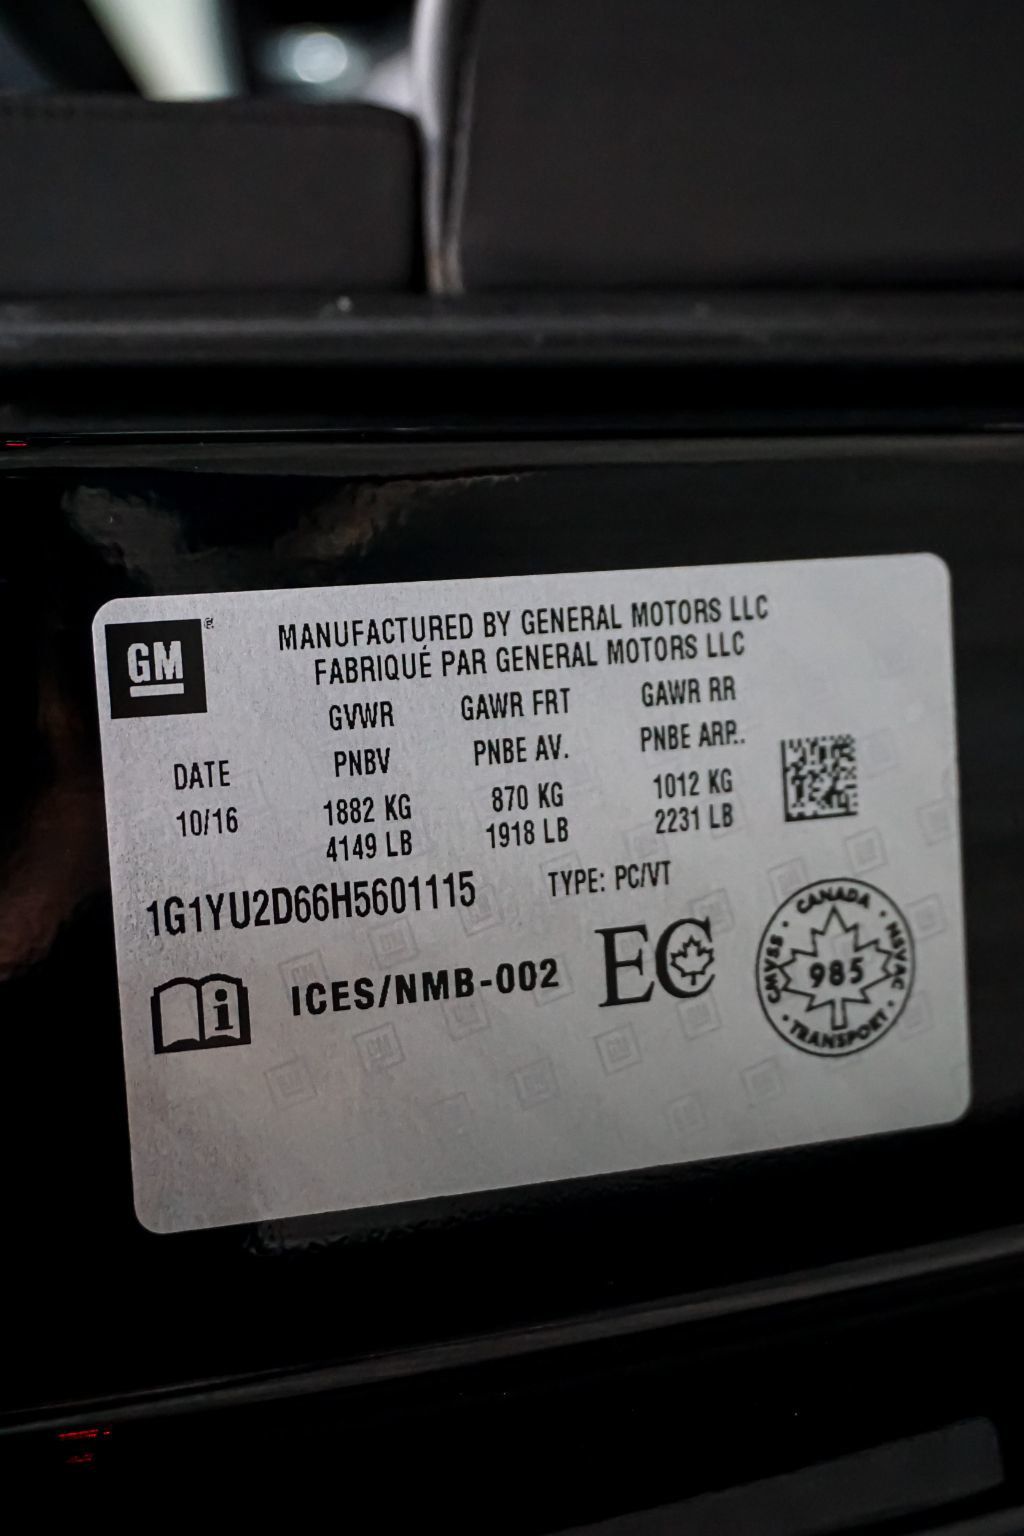 GM
MANUFACTURED BY GENERAL MOTORS LLC
FABRIQUÉ PAR GENERAL MOTORS LLC
GVWR GAWR FRT GAWR RR
DATE PNBV PNBE AV. PNBE ARR.
10/16 1882 KG 870 KG 1012 KG
4149 LB 1918 LB 2231 LB
1G1YU2D66H5601115 TYPE: PC/VT
i ICES/NMB-002 EC
CANADA
CMVSS 985 NSVAC
TRANSPORT